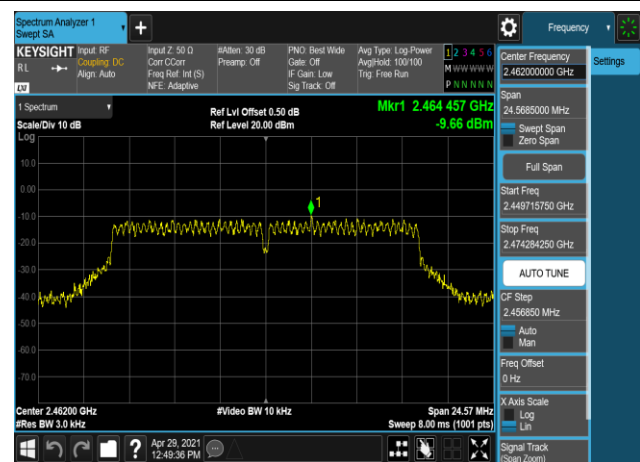 Spectrum Analyzer 1
Swept SA
Frequency
KEYSIGHT
RL
LXI
Input: RF
Coupling: DC
Align: Auto
Input Z: 50 Ω
Corr CCorr
Freq Ref: Int (S)
NFE: Adaptive
#Atten: 30 dB
Preamp: Off
PNO: Best Wide
Gate: Off
IF Gain: Low
Sig Track: Off
Avg Type: Log-Power
Avg|Hold: 100/100
Trig: Free Run
1 2 3 4 5 6
M W W W W W
P N N N N N
1 Spectrum
Scale/Div 10 dB
Log
Ref Lvl Offset 0.50 dB
Ref Level 20.00 dBm
Mkr1 2.464 457 GHz
-9.66 dBm
10.0
0.00
-10.0
-20.0
-30.0
-40.0
-50.0
-60.0
-70.0
1
Center 2.46200 GHz
#Res BW 3.0 kHz
#Video BW 10 kHz
Span 24.57 MHz
Sweep 8.00 ms (1001 pts)
Apr 29, 2021
12:49:36 PM
Settings
Center Frequency
2.462000000 GHz
Span
24.5685000 MHz
Swept Span
Zero Span
Full Span
Start Freq
2.449715750 GHz
Stop Freq
2.474284250 GHz
AUTO TUNE
CF Step
2.456850 MHz
Auto
Man
Freq Offset
0 Hz
X Axis Scale
Log
Lin
Signal Track
(Span Zoom)